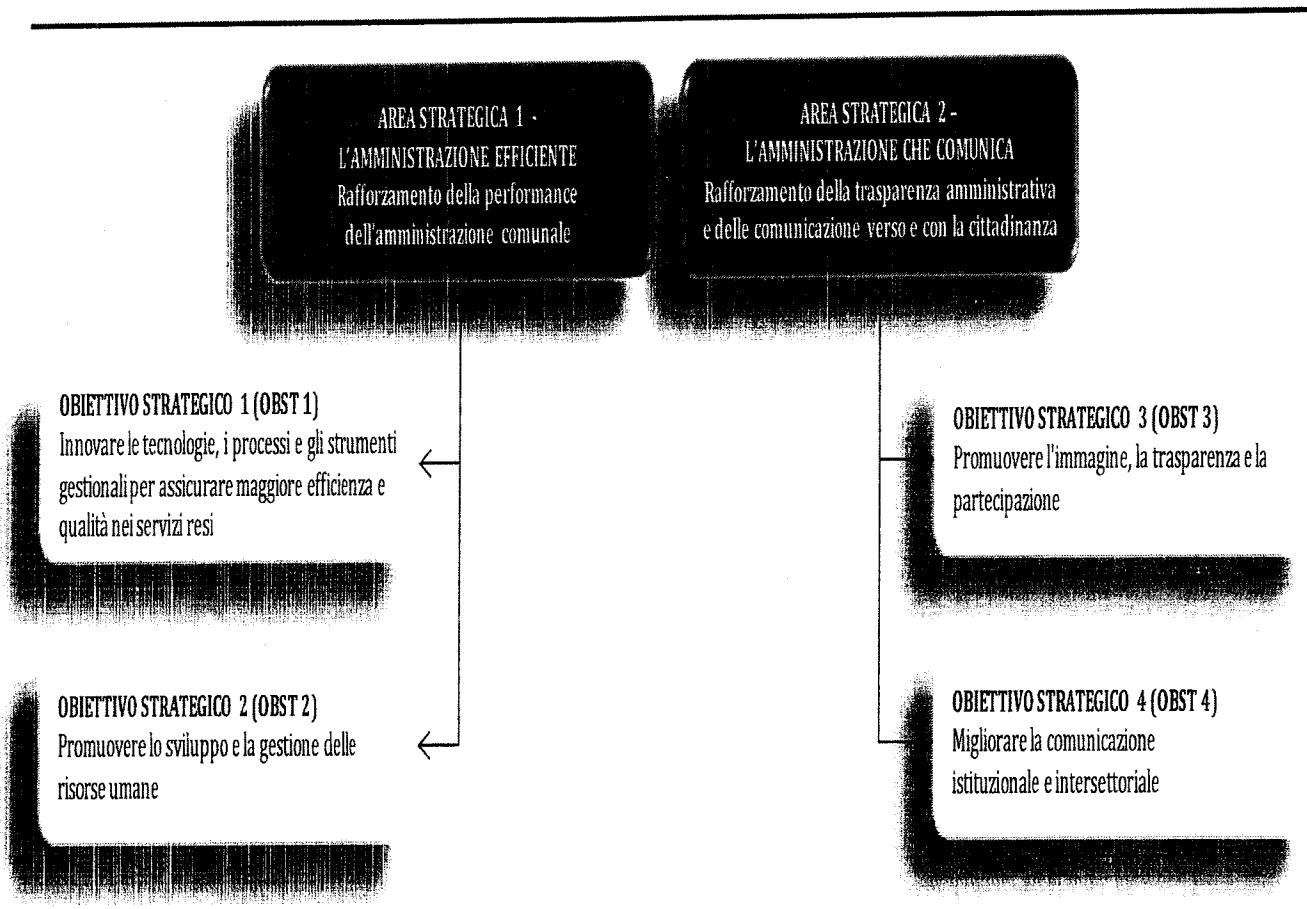 AREA STRATEGICA 1 -
L'AMMINISTRAZIONE EFFICIENTE
Rafforzamento della performance
dell'amministrazione comunale
AREA STRATEGICA 2 –
L'AMMINISTRAZIONE CHE COMUNICA
Rafforzamento della trasparenza amministrativa
e delle comunicazione verso e con la cittadinanza
OBIETTIVO STRATEGICO 1 (OBST 1)
Innovare le tecnologie, i processi e gli strumenti
gestionali per assicurare maggiore efficienza e
qualità nei servizi resi
OBIETTIVO STRATEGICO 2 (OBST 2)
Promuovere lo sviluppo e la gestione delle
risorse umane
OBIETTIVO STRATEGICO 3 (OBST 3)
Promuovere l'immagine, la trasparenza e la
partecipazione
OBIETTIVO STRATEGICO 4 (OBST 4)
Migliorare la comunicazione
istituzionale e intersettoriale